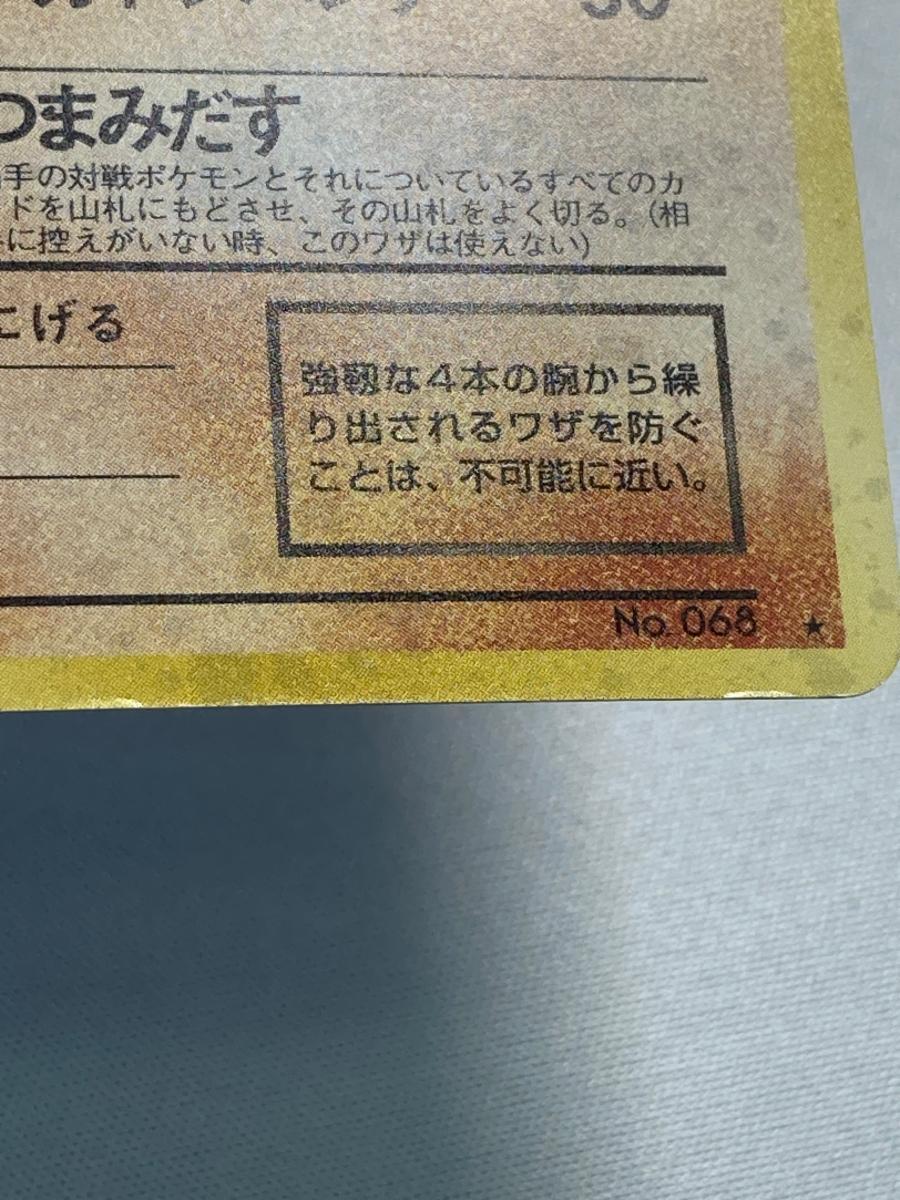 30
つまみだす
手の対戦ポケモンとそれについているすべてのカ
ードを山札にもどさせ、その山札をよく切る。(相
に控えがいない時、このワザは使えない)
にげる
強靱な4本の腕から繰
り出されるワザを防ぐ
ことは、不可能に近い。
No. 068 ★